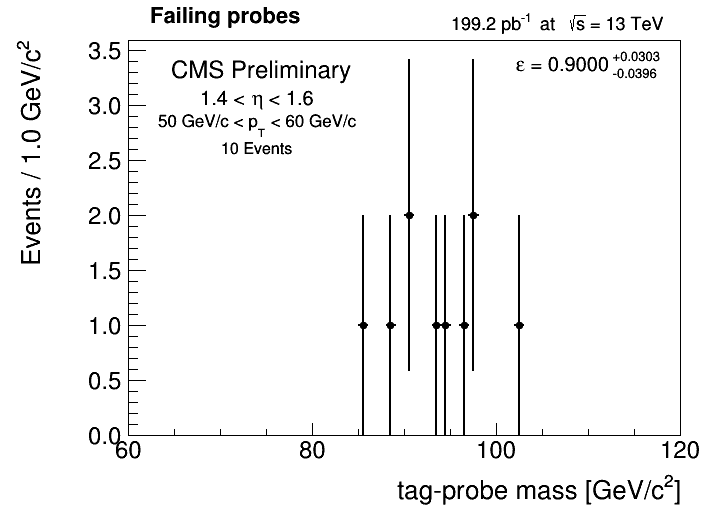 Failing probes
199.2 pb⁻¹ at √s = 13 TeV
CMS Preliminary
1.4 < η < 1.6
50 GeV/c < p_T < 60 GeV/c
10 Events
ε = 0.9000 +0.0303 -0.0396
Events / 1.0 GeV/c²
3.5
3.0
2.5
2.0
1.5
1.0
0.5
0.0
60 80 100 120
tag-probe mass [GeV/c²]